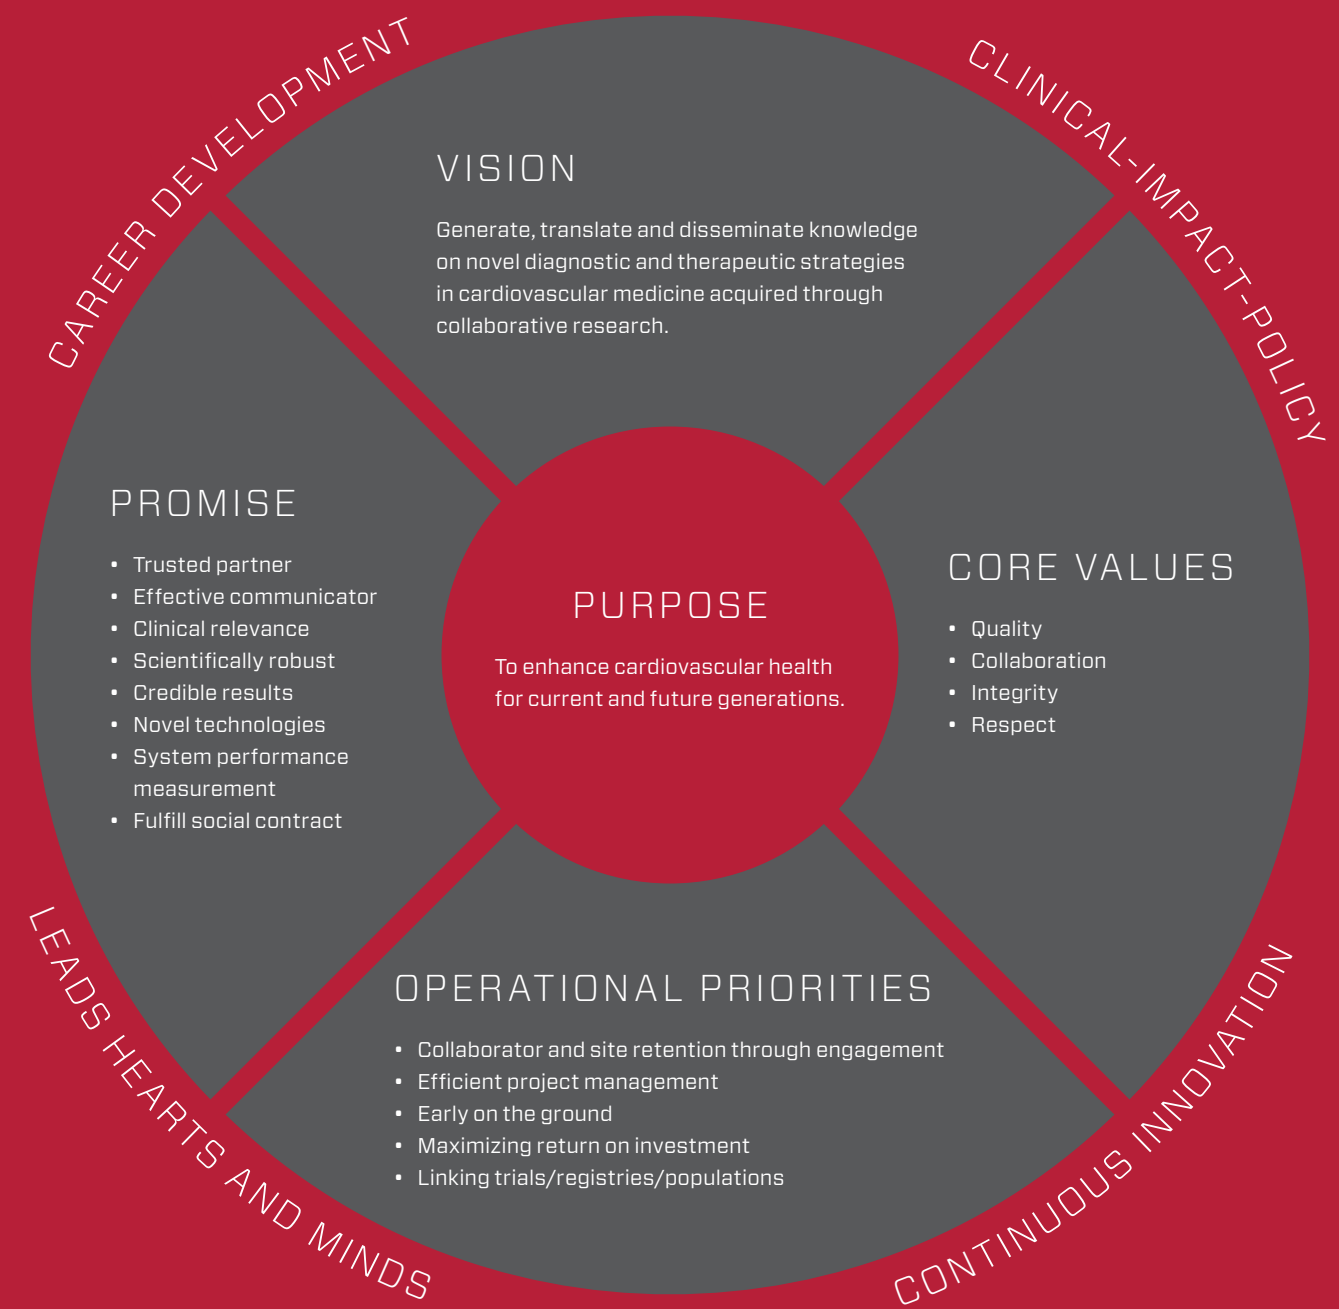 CAREER DEVELOPMENT
CLINICAL-IMPACT-POLICY
VISION
Generate, translate and disseminate knowledge
on novel diagnostic and therapeutic strategies
in cardiovascular medicine acquired through
collaborative research.
PROMISE
• Trusted partner
• Effective communicator
• Clinical relevance
• Scientifically robust
• Credible results
• Novel technologies
• System performance
measurement
• Fulfill social contract
PURPOSE
To enhance cardiovascular health
for current and future generations.
CORE VALUES
• Quality
• Collaboration
• Integrity
• Respect
OPERATIONAL PRIORITIES
• Collaborator and site retention through engagement
• Efficient project management
• Early on the ground
• Maximizing return on investment
• Linking trials/registries/populations
LEADS HEARTS AND MINDS
CONTINUOUS INNOVATION